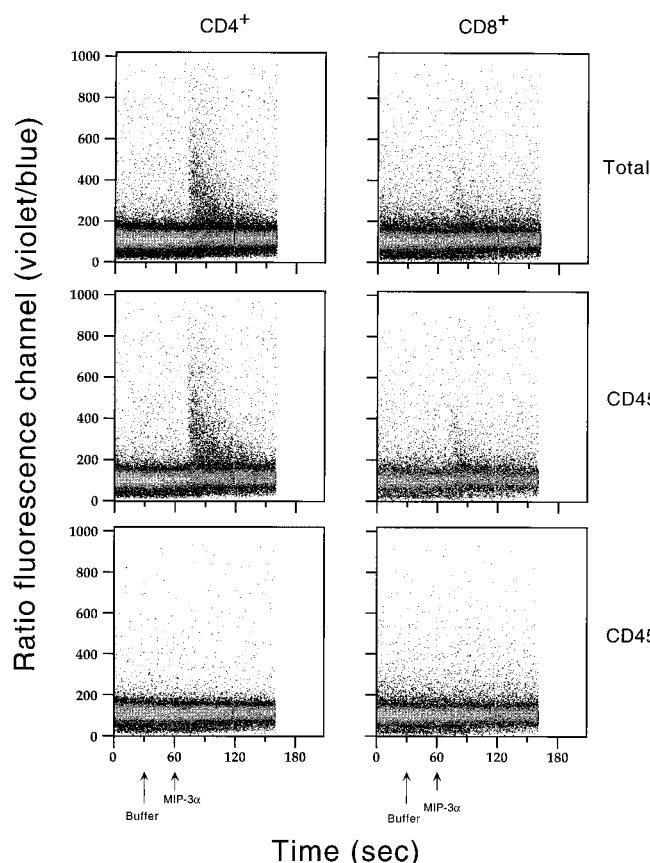 CD4+ CD8+
1000
800
600
400
200
0
Total
1000
800
600
400
200
0
CD45
1000
800
600
400
200
0
CD45
0 60 120 180 0 60 120 180
Buffer MIP-3α Buffer MIP-3α
Ratio fluorescence channel (violet/blue)
Time (sec)